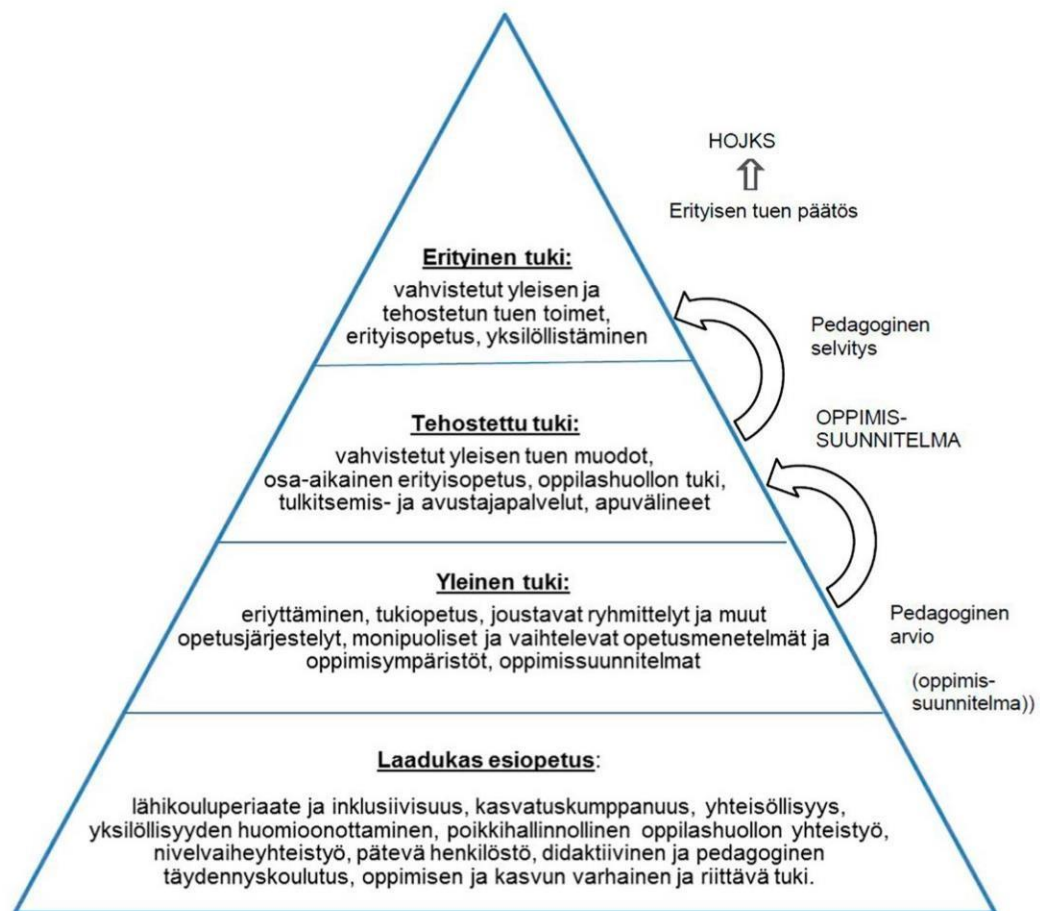 HOJKS
Erityisen tuen päätös
Erityinen tuki:
vahvistetut yleisen ja
tehostetun tuen toimet,
erityisopetus, yksilöllistäminen
Pedagoginen
selvitys
OPPIMIS-
SUUNNITELMA
Tehostettu tuki:
vahvistetut yleisen tuen muodot,
osa-aikainen erityisopetus, oppilashuollon tuki,
tulkitsemis- ja avustajapalvelut, apuvälineet
Yleinen tuki:
eriyttäminen, tukiopetus, joustavat ryhmittelyt ja muut
opetusjärjestelyt, monipuoliset ja vaihtelevat opetusmenetelmät ja
oppimisympäristöt, oppimissuunnitelmat
Pedagoginen
arvio
(oppimis-
suunnitelma))
Laadukas esiopetus:
lähikouluperiaate ja inklusiivisuus, kasvatuskumppanuus, yhteisöllisyys,
yksilöllisyyden huomioonottaminen, poikkihallinnollinen oppilashuollon yhteistyö,
nivelvaiheyhteistyö, pätevä henkilöstö, didaktiivinen ja pedagoginen
täydennyskoulutus, oppimisen ja kasvun varhainen ja riittävä tuki.